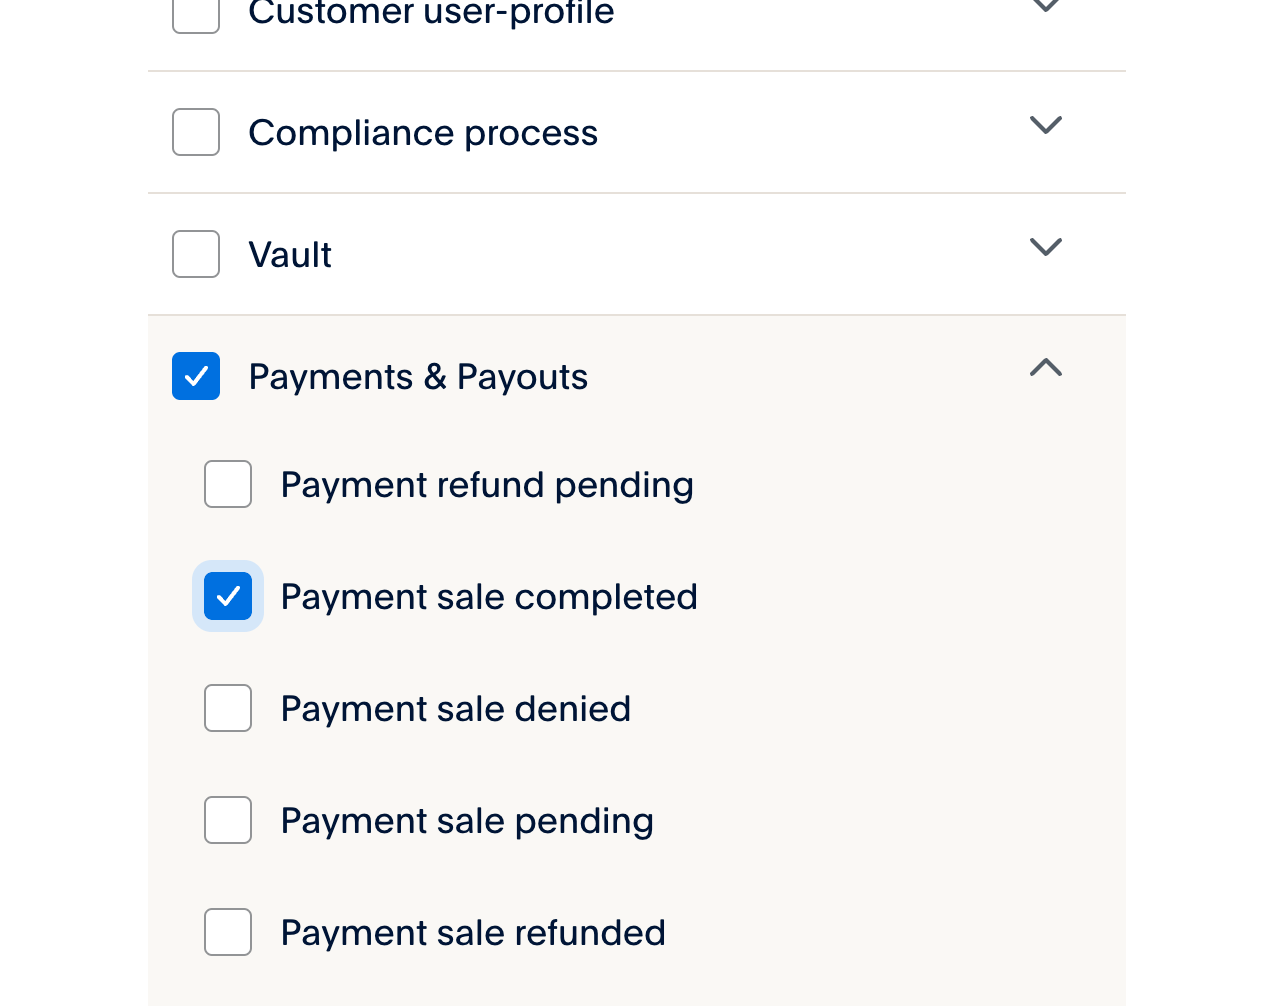 Customer user-profile
Compliance process
Vault
Payments & Payouts
Payment refund pending
Payment sale completed
Payment sale denied
Payment sale pending
Payment sale refunded